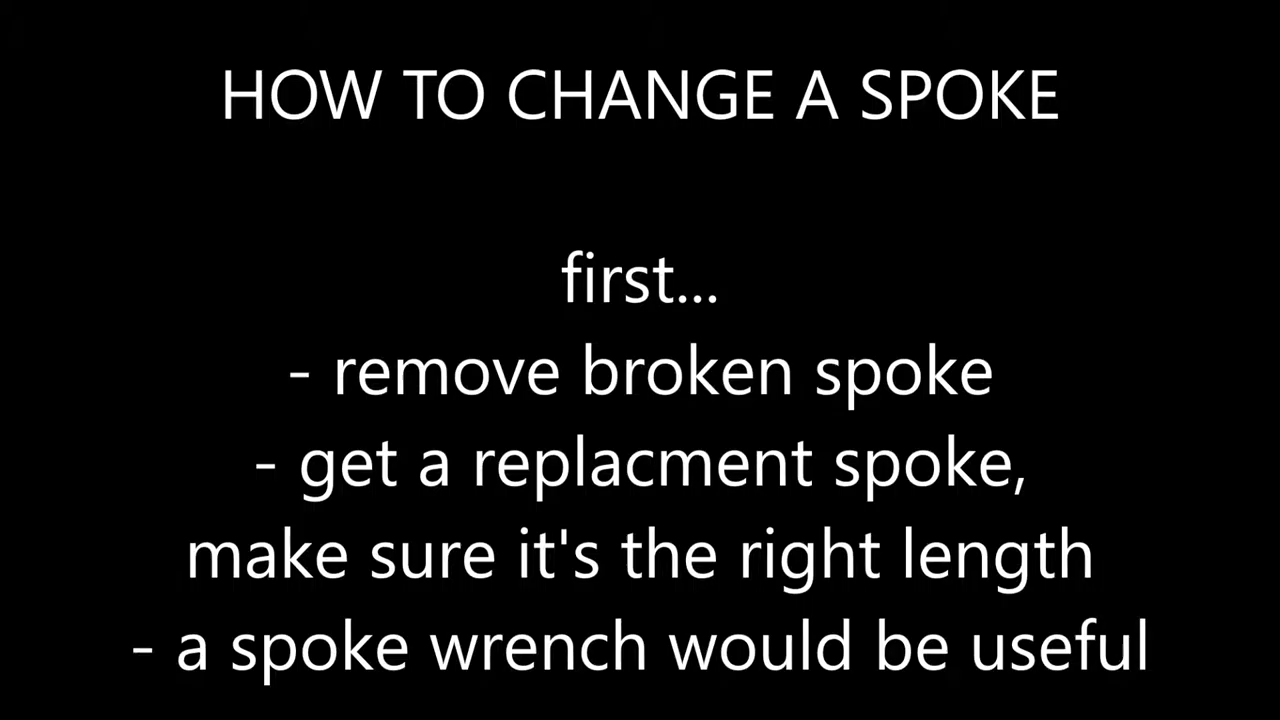 HOW TO CHANGE A SPOKE
first...
- remove broken spoke
- get a replacment spoke,
make sure it's the right length
- a spoke wrench would be useful